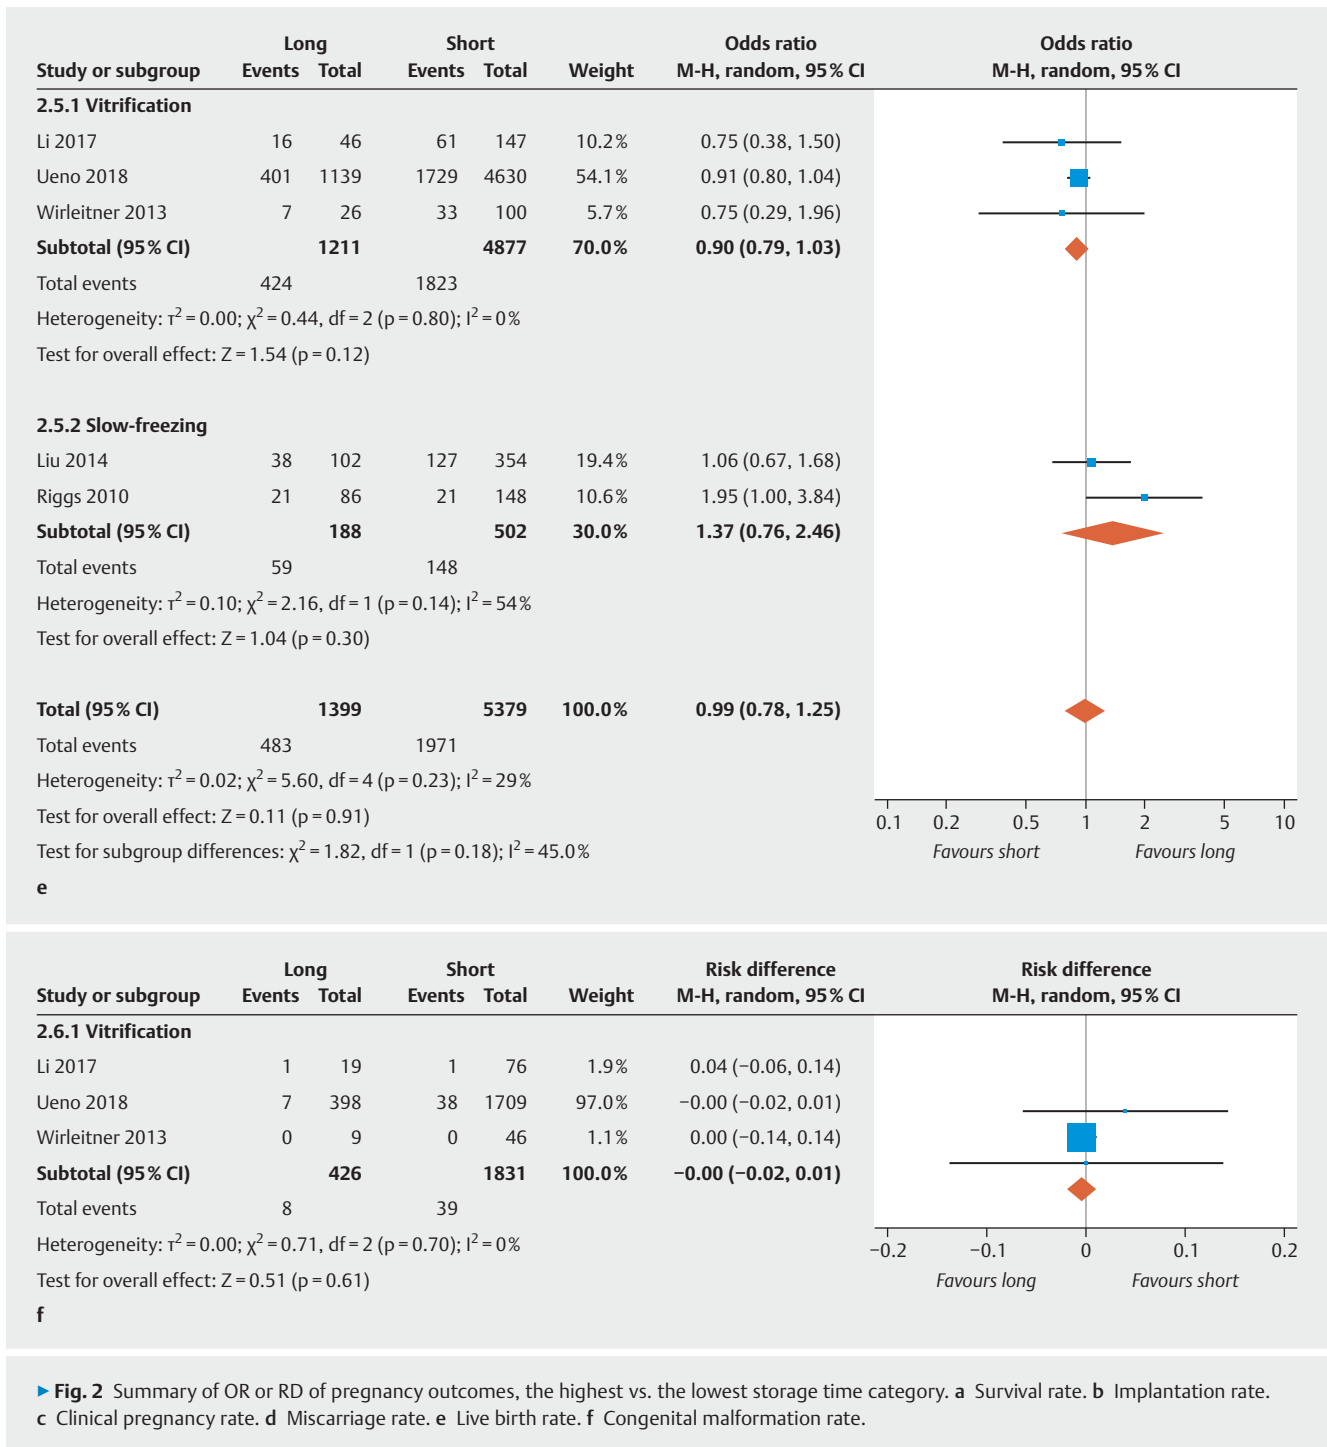 Long Short Odds ratio Odds ratio
Study or subgroup Events Total Events Total Weight M-H, random, 95% CI M-H, random, 95% CI
2.5.1 Vitrification
Li 2017 16 46 61 147 10.2% 0.75 (0.38, 1.50)
Ueno 2018 401 1139 1729 4630 54.1% 0.91 (0.80, 1.04)
Wirleitner 2013 7 26 33 100 5.7% 0.75 (0.29, 1.96)
Subtotal (95% CI) 1211 4877 70.0% 0.90 (0.79, 1.03)
Total events 424 1823
Heterogeneity: τ² = 0.00; χ² = 0.44, df = 2 (p = 0.80); I² = 0%
Test for overall effect: Z = 1.54 (p = 0.12)
2.5.2 Slow-freezing
Liu 2014 38 102 127 354 19.4% 1.06 (0.67, 1.68)
Riggs 2010 21 86 21 148 10.6% 1.95 (1.00, 3.84)
Subtotal (95% CI) 188 502 30.0% 1.37 (0.76, 2.46)
Total events 59 148
Heterogeneity: τ² = 0.10; χ² = 2.16, df = 1 (p = 0.14); I² = 54%
Test for overall effect: Z = 1.04 (p = 0.30)
Total (95% CI) 1399 5379 100.0% 0.99 (0.78, 1.25)
Total events 483 1971
Heterogeneity: τ² = 0.02; χ² = 5.60, df = 4 (p = 0.23); I² = 29%
Test for overall effect: Z = 0.11 (p = 0.91)
0.1 0.2 0.5 1 2 5 10
Test for subgroup differences: χ² = 1.82, df = 1 (p = 0.18); I² = 45.0%
Favours short Favours long
e
Long Short Risk difference Risk difference
Study or subgroup Events Total Events Total Weight M-H, random, 95% CI M-H, random, 95% CI
2.6.1 Vitrification
Li 2017 1 19 1 76 1.9% 0.04 (−0.06, 0.14)
Ueno 2018 7 398 38 1709 97.0% −0.00 (−0.02, 0.01)
Wirleitner 2013 0 9 0 46 1.1% 0.00 (−0.14, 0.14)
Subtotal (95% CI) 426 1831 100.0% −0.00 (−0.02, 0.01)
Total events 8 39
Heterogeneity: τ² = 0.00; χ² = 0.71, df = 2 (p = 0.70); I² = 0%
−0.2 −0.1 0 0.1 0.2
Test for overall effect: Z = 0.51 (p = 0.61)
Favours long Favours short
f
▶ Fig. 2 Summary of OR or RD of pregnancy outcomes, the highest vs. the lowest storage time category. a Survival rate. b Implantation rate.
c Clinical pregnancy rate. d Miscarriage rate. e Live birth rate. f Congenital malformation rate.